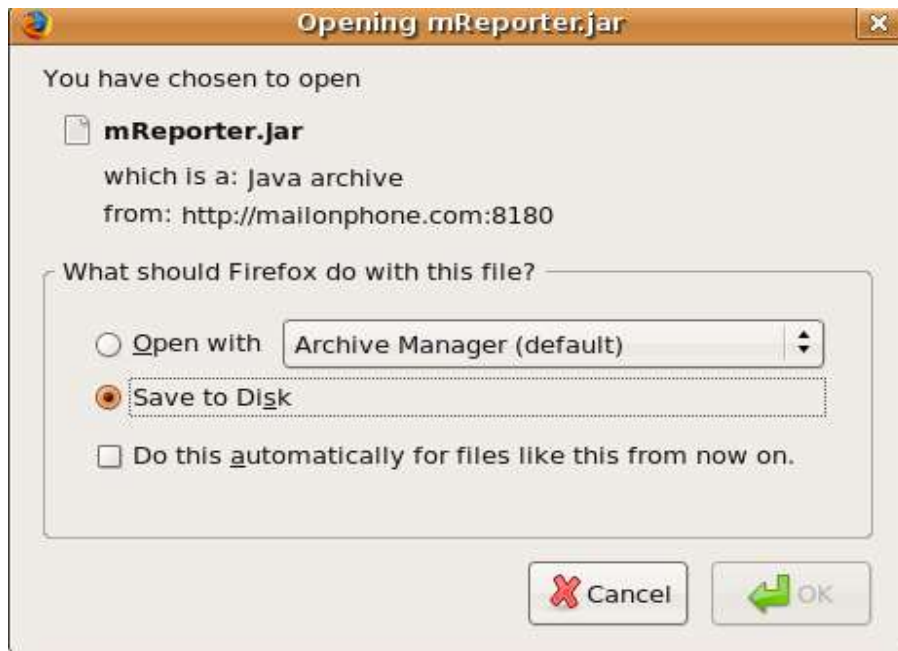 Opening mReporter.jar
You have chosen to open
mReporter.jar
which is a: Java archive
from: http://mailonphone.com:8180
What should Firefox do with this file?
Open with Archive Manager (default)
Save to Disk
Do this automatically for files like this from now on.
Cancel OK